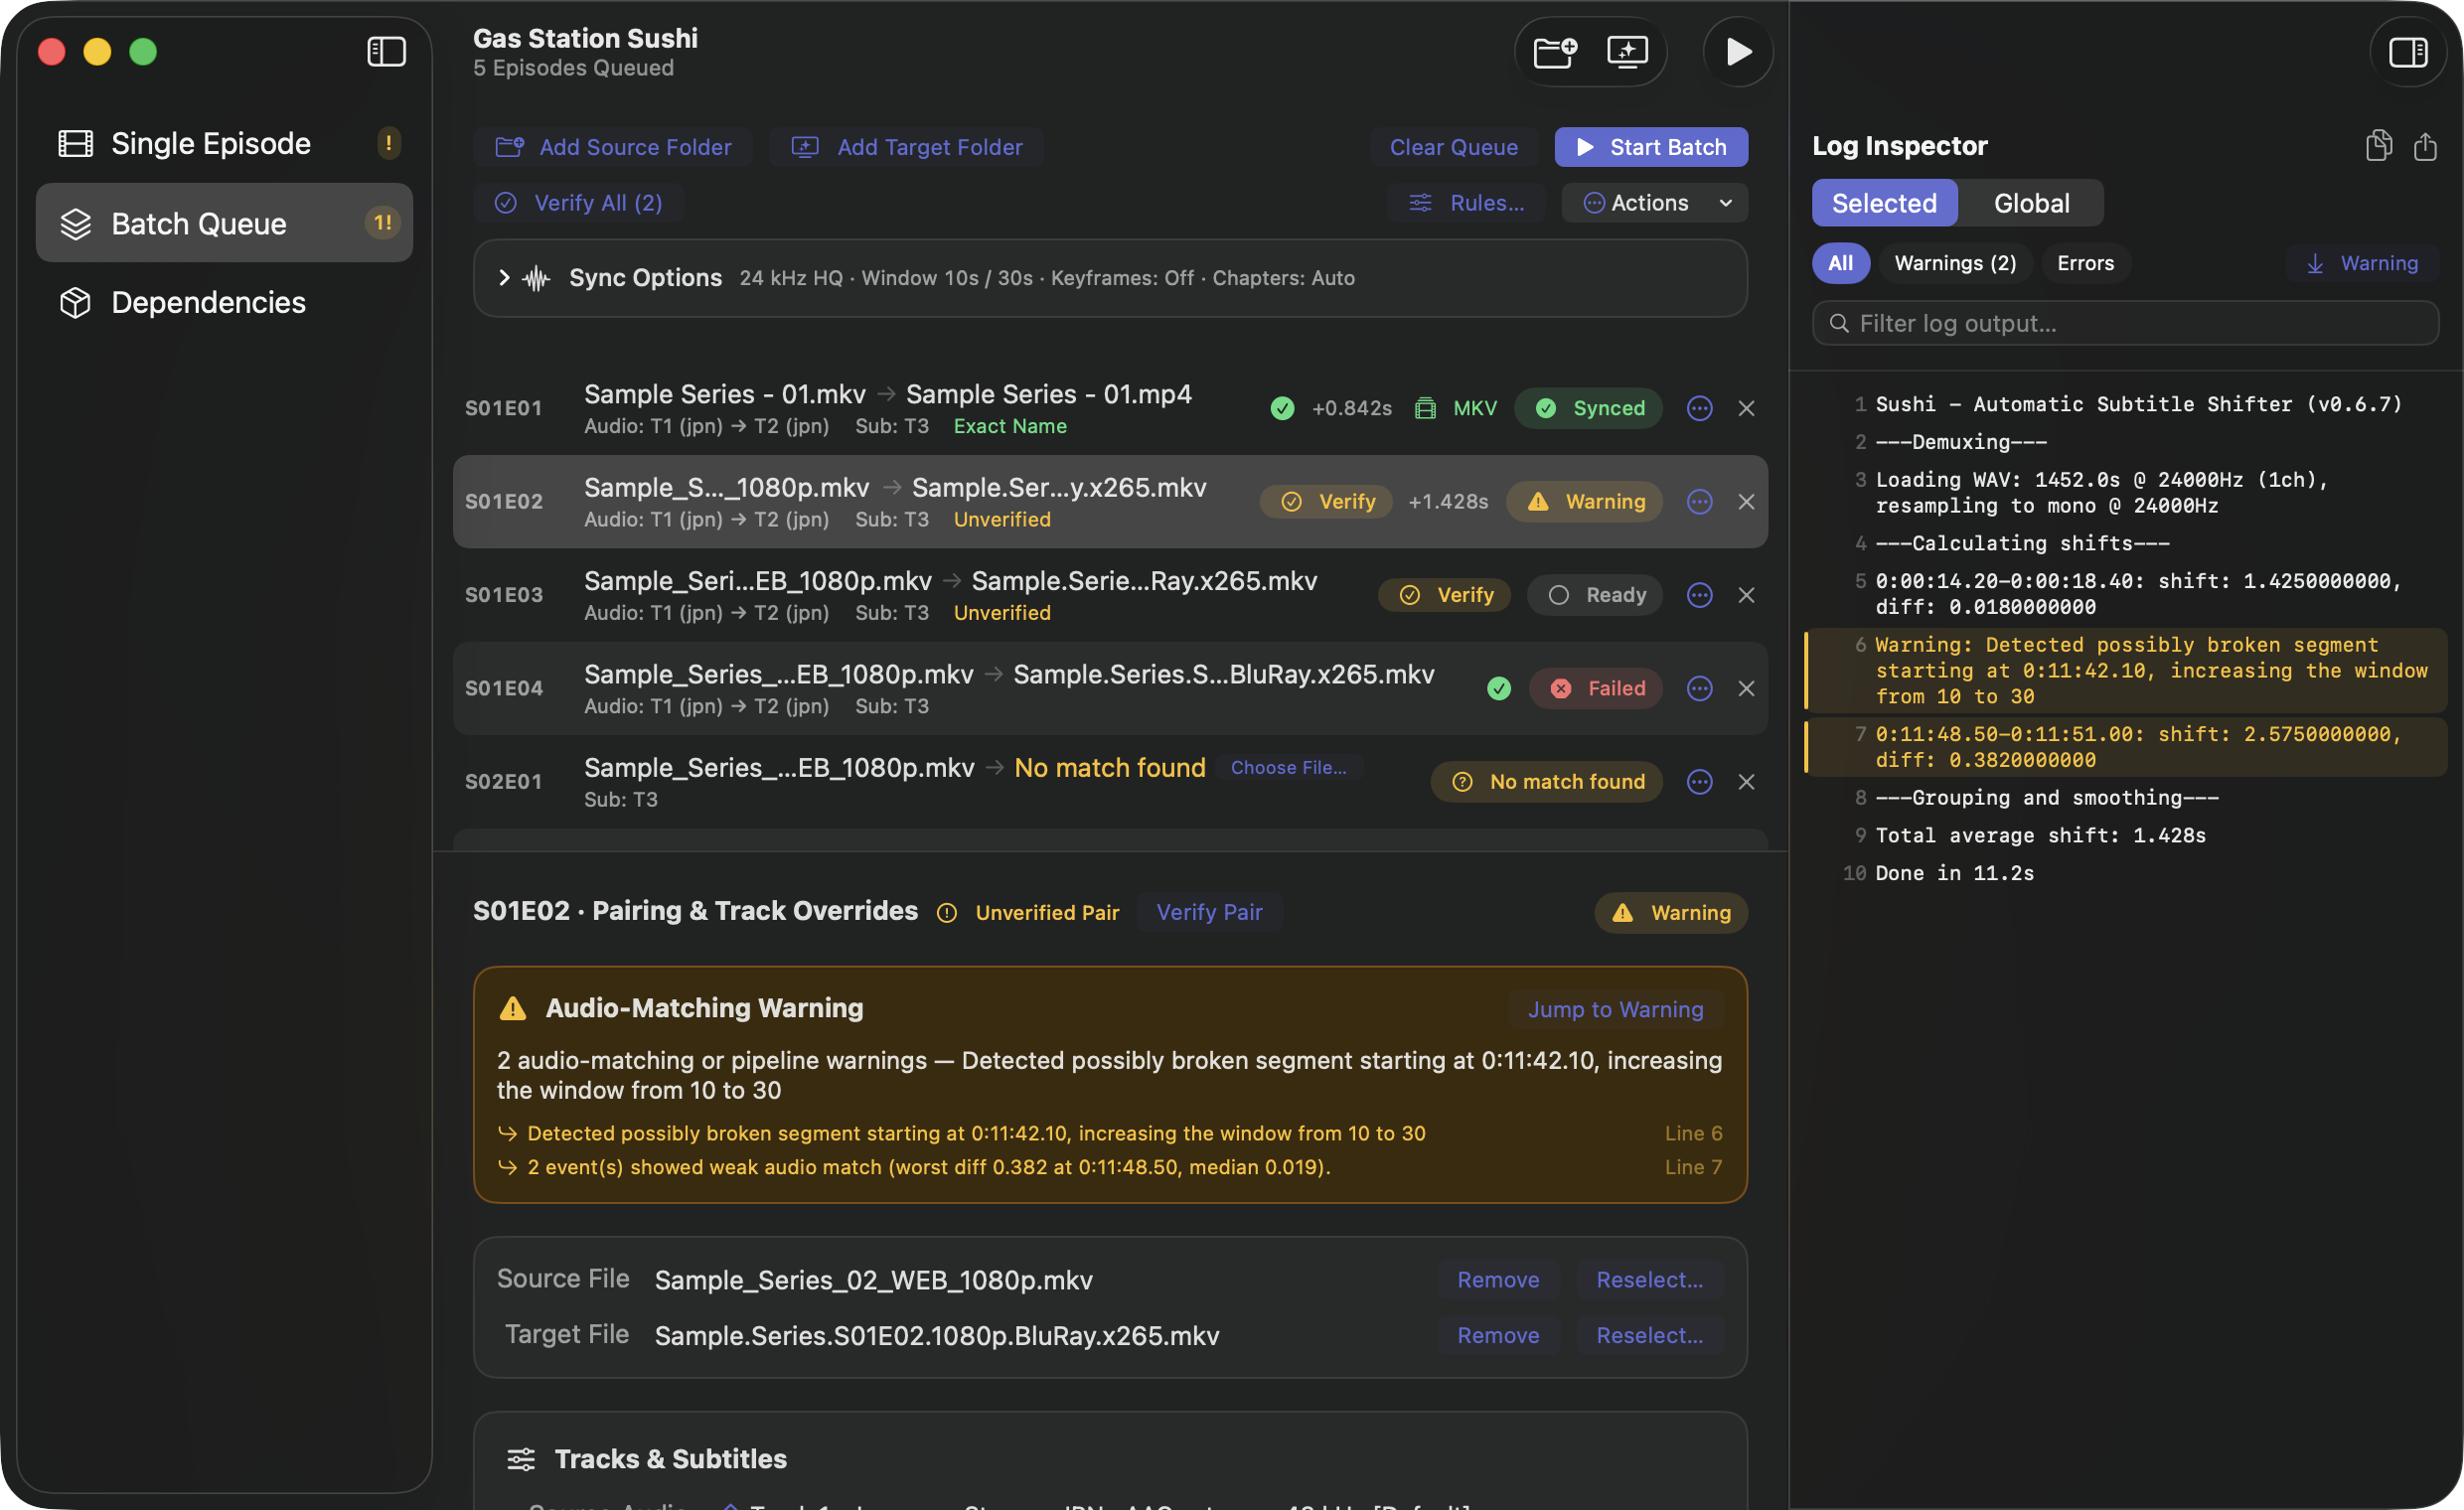 Gas Station Sushi
5 Episodes Queued
Single Episode !
Batch Queue 1!
Dependencies
Add Source Folder
Add Target Folder
Clear Queue
Start Batch
Verify All (2)
Rules...
Actions
Sync Options 24 kHz HQ · Window 10s / 30s · Keyframes: Off · Chapters: Auto
S01E01
Sample Series - 01.mkv → Sample Series - 01.mp4
Audio: T1 (jpn) → T2 (jpn) Sub: T3 Exact Name
+0.842s MKV Synced
S01E02
Sample_S..._1080p.mkv → Sample.Ser...y.x265.mkv
Audio: T1 (jpn) → T2 (jpn) Sub: T3 Unverified
Verify +1.428s Warning
S01E03
Sample_Seri...EB_1080p.mkv → Sample.Serie...Ray.x265.mkv
Audio: T1 (jpn) → T2 (jpn) Sub: T3 Unverified
Verify Ready
S01E04
Sample_Series_...EB_1080p.mkv → Sample.Series.S...BluRay.x265.mkv
Audio: T1 (jpn) → T2 (jpn) Sub: T3
Failed
S02E01
Sample_Series_...EB_1080p.mkv → No match found Choose File...
Sub: T3
No match found
S01E02 · Pairing & Track Overrides Unverified Pair Verify Pair Warning
Audio-Matching Warning
Jump to Warning
2 audio-matching or pipeline warnings — Detected possibly broken segment starting at 0:11:42.10, increasing
the window from 10 to 30
Detected possibly broken segment starting at 0:11:42.10, increasing the window from 10 to 30 Line 6
2 event(s) showed weak audio match (worst diff 0.382 at 0:11:48.50, median 0.019). Line 7
Source File Sample_Series_02_WEB_1080p.mkv Remove Reselect...
Target File Sample.Series.S01E02.1080p.BluRay.x265.mkv Remove Reselect...
Tracks & Subtitles
Log Inspector
Selected Global
All Warnings (2) Errors Warning
Filter log output...
1 Sushi - Automatic Subtitle Shifter (v0.6.7)
2 ---Demuxing---
3 Loading WAV: 1452.0s @ 24000Hz (1ch),
resampling to mono @ 24000Hz
4 ---Calculating shifts---
5 0:00:14.20-0:00:18.40: shift: 1.4250000000,
diff: 0.0180000000
6 Warning: Detected possibly broken segment
starting at 0:11:42.10, increasing the window
from 10 to 30
7 0:11:48.50-0:11:51.00: shift: 2.5750000000,
diff: 0.3820000000
8 ---Grouping and smoothing---
9 Total average shift: 1.428s
10 Done in 11.2s